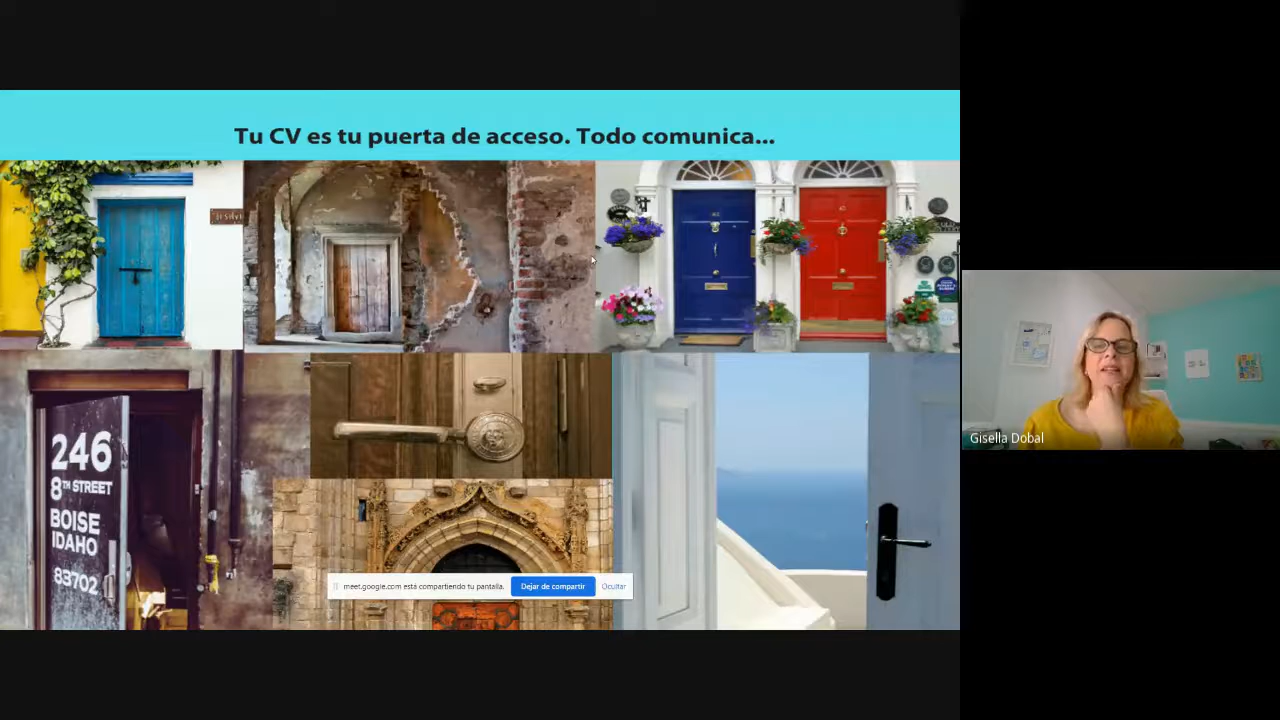 Tu CV es tu puerta de acceso. Todo comunica...
246
8TH STREET
BOISE
IDAHO
83702
meet.google.com está compartiendo tu pantalla.
Dejar de compartir
Ocultar
Gisella Dobal